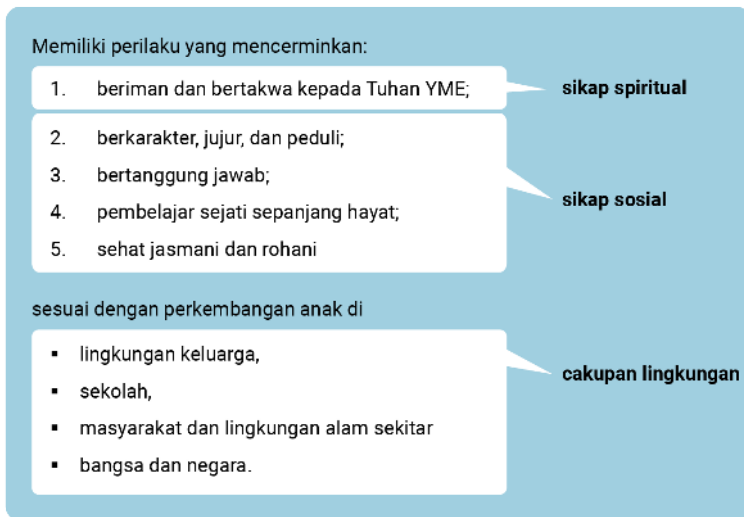 Memiliki perilaku yang mencerminkan:
1. beriman dan bertakwa kepada Tuhan YME;
sikap spiritual
2. berkarakter, jujur, dan peduli;
3. bertanggung jawab;
4. pembelajar sejati sepanjang hayat;
5. sehat jasmani dan rohani
sikap sosial
sesuai dengan perkembangan anak di
▪ lingkungan keluarga,
▪ sekolah,
▪ masyarakat dan lingkungan alam sekitar
▪ bangsa dan negara.
cakupan lingkungan